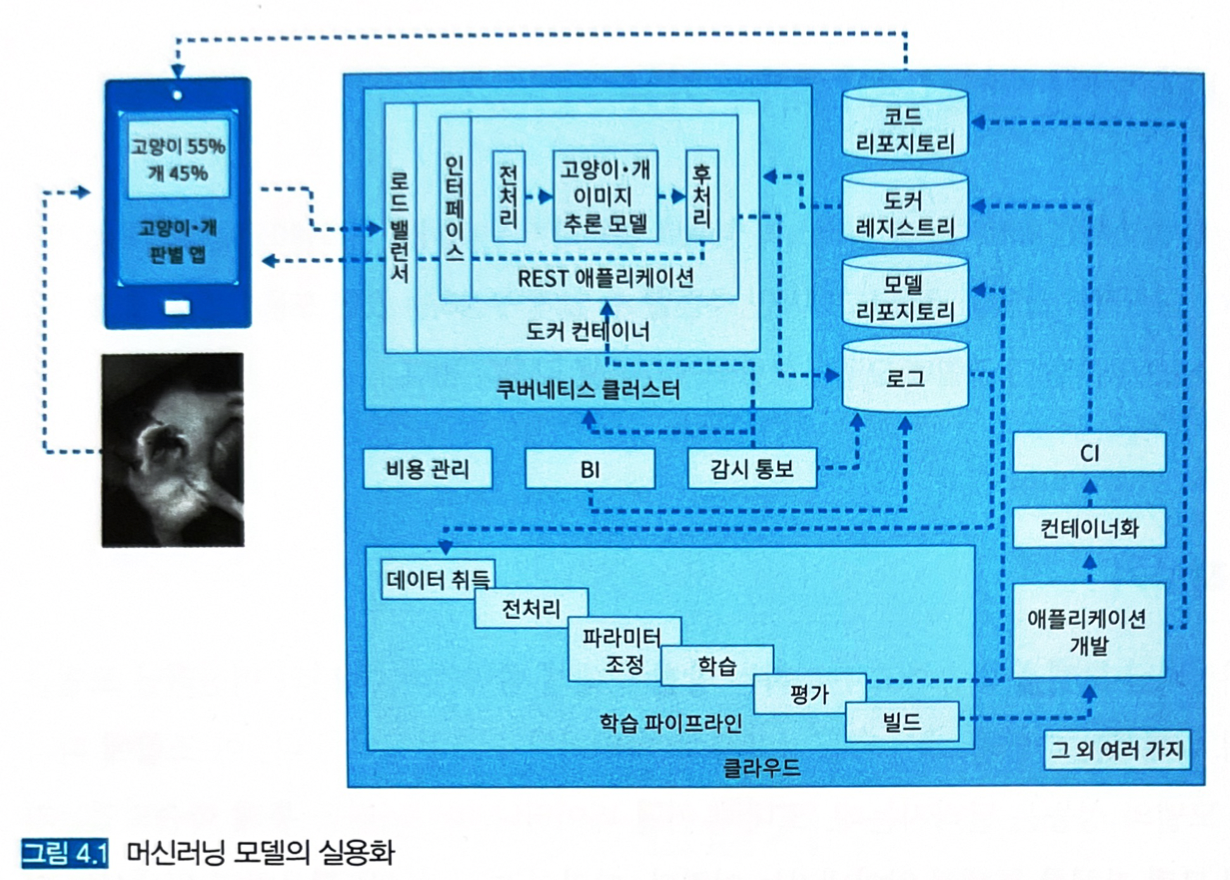 고양이 55%
개 45%
고양이·개
판별 앱
로드 밸런서
인터페이스
전처리
고양이·개
이미지
추론 모델
후처리
REST 애플리케이션
도커 컨테이너
쿠버네티스 클러스터
코드
리포지토리
도커
레지스트리
모델
리포지토리
로그
비용 관리
BI
감시 통보
CI
컨테이너화
애플리케이션
개발
데이터 취득
전처리
파라미터
조정
학습
평가
빌드
학습 파이프라인
그 외 여러 가지
클라우드
그림 4.1 머신러닝 모델의 실용화